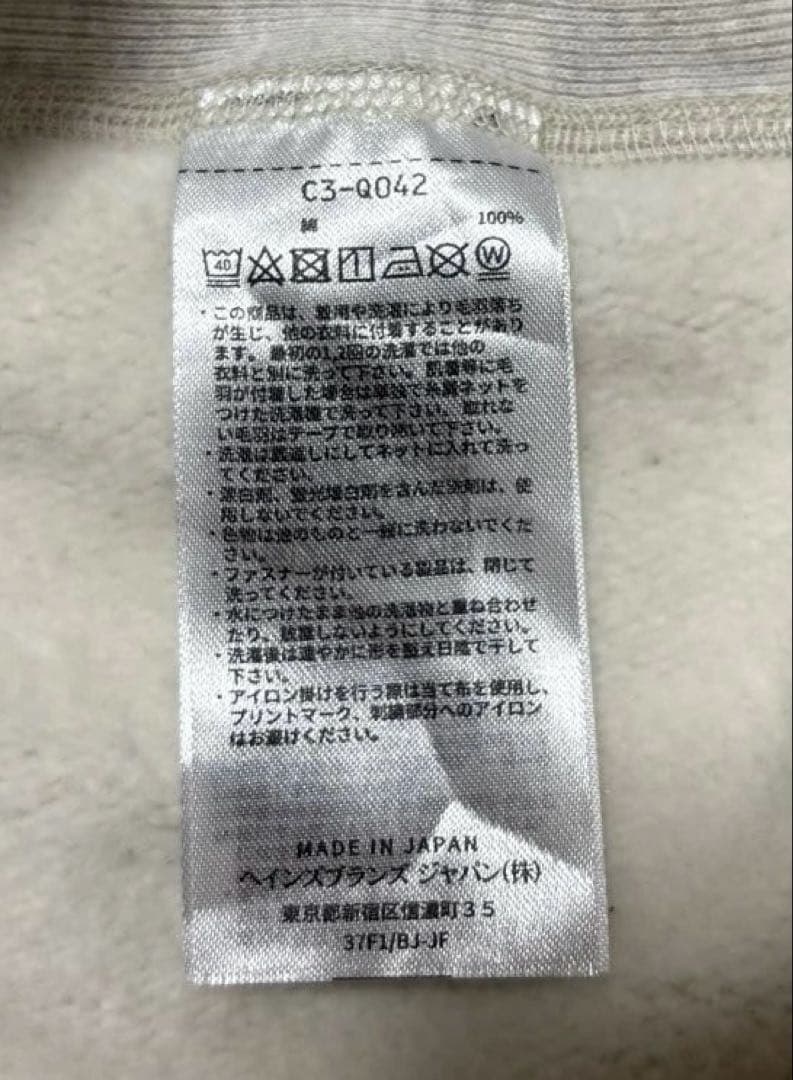 C3-Q042
綿 100%
40
W
・この商品は、着用や洗濯により毛羽落ち
が生じ、他の衣料に付着することがあり
ます。最初の1,2回の洗濯では他の
衣料と別に洗って下さい。肌着等に毛
羽が付着した場合は単独で糸屑ネットを
つけた洗濯機で洗って下さい。取れな
い毛羽はテープで取り除いて下さい。
・洗濯は裏返しにしてネットに入れて洗っ
てください。
・漂白剤、蛍光増白剤を含んだ洗剤は、使
用しないでください。
・色物は他のものと一緒に洗わないでくだ
さい。
・ファスナーが付いている製品は、閉じて
洗ってください。
・水につけたまま他の洗濯物と重ね合わせ
たり、放置しないようにしてください。
・洗濯後は速やかに形を整え日陰で干して
下さい。
・アイロン掛けを行う際は当て布を使用し、
プリントマーク、刺繍部分へのアイロン
はお避けください。
MADE IN JAPAN
ヘインズブランズ ジャパン(株)
東京都新宿区信濃町35
37F1/BJ-JF